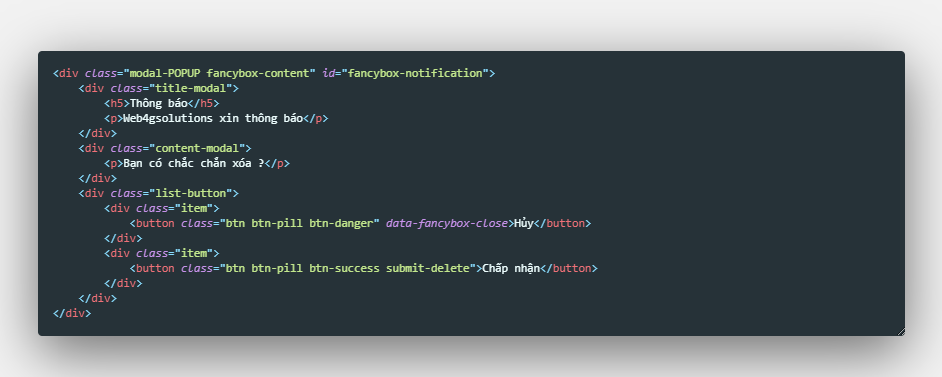 <div class="modal-POPUP fancybox-content" id="fancybox-notification">
    <div class="title-modal">
        <h5>Thông báo</h5>
        <p>Web4gsolutions xin thông báo</p>
    </div>
    <div class="content-modal">
        <p>Bạn có chắc chắn xóa ?</p>
    </div>
    <div class="list-button">
        <div class="item">
            <button class="btn btn-pill btn-danger" data-fancybox-close>Hủy</button>
        </div>
        <div class="item">
            <button class="btn btn-pill btn-success submit-delete">Chấp nhận</button>
        </div>
    </div>
</div>